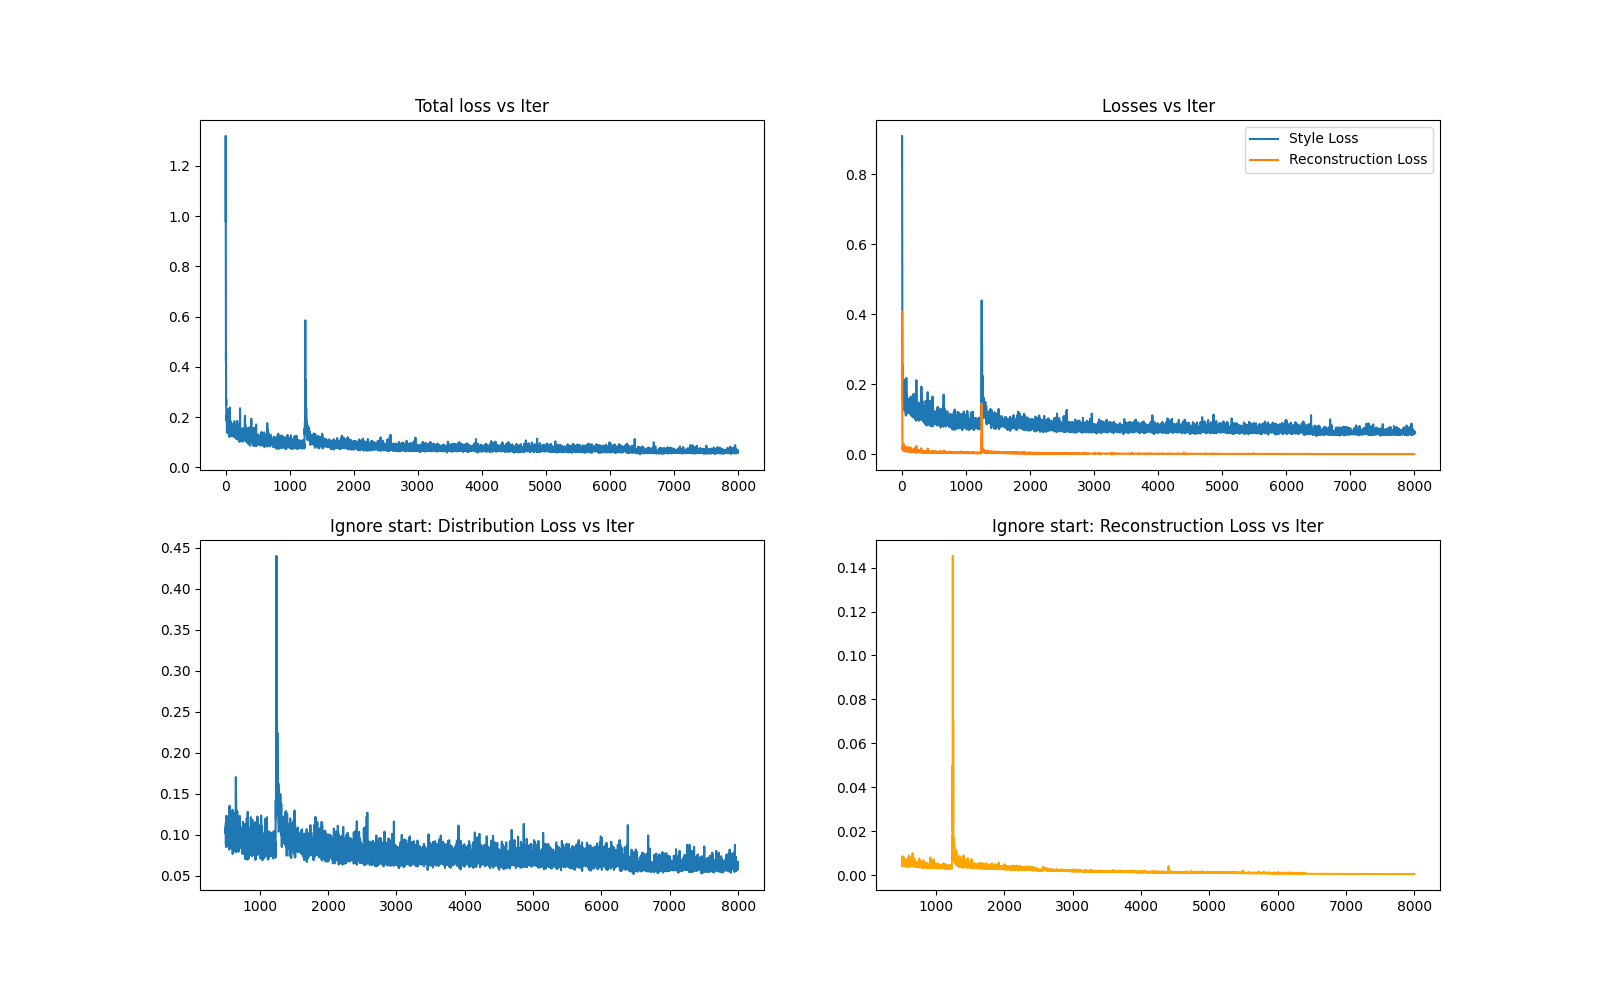 Total loss vs Iter
1.2
1.0
0.8
0.6
0.4
0.2
0.0
0 1000 2000 3000 4000 5000 6000 7000 8000
Losses vs Iter
Style Loss
Reconstruction Loss
0.8
0.6
0.4
0.2
0.0
0 1000 2000 3000 4000 5000 6000 7000 8000
Ignore start: Distribution Loss vs Iter
0.45
0.40
0.35
0.30
0.25
0.20
0.15
0.10
0.05
1000 2000 3000 4000 5000 6000 7000 8000
Ignore start: Reconstruction Loss vs Iter
0.14
0.12
0.10
0.08
0.06
0.04
0.02
0.00
1000 2000 3000 4000 5000 6000 7000 8000